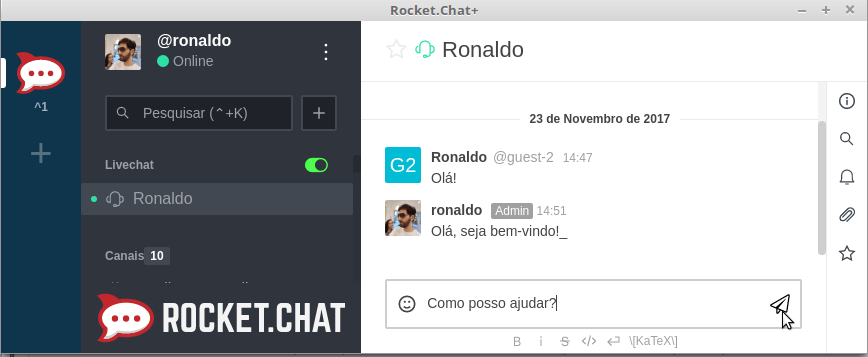 Rocket.Chat+
@ronaldo
Online
^1
Pesquisar (⌃+K)
Livechat
Ronaldo
Canais 10
ROCKET.CHAT
Ronaldo
23 de Novembro de 2017
G2
Ronaldo @guest-2 14:47
Olá!
ronaldo Admin 14:51
Olá, seja bem-vindo!_
Como posso ajudar?
B i S </> \[KaTeX\]